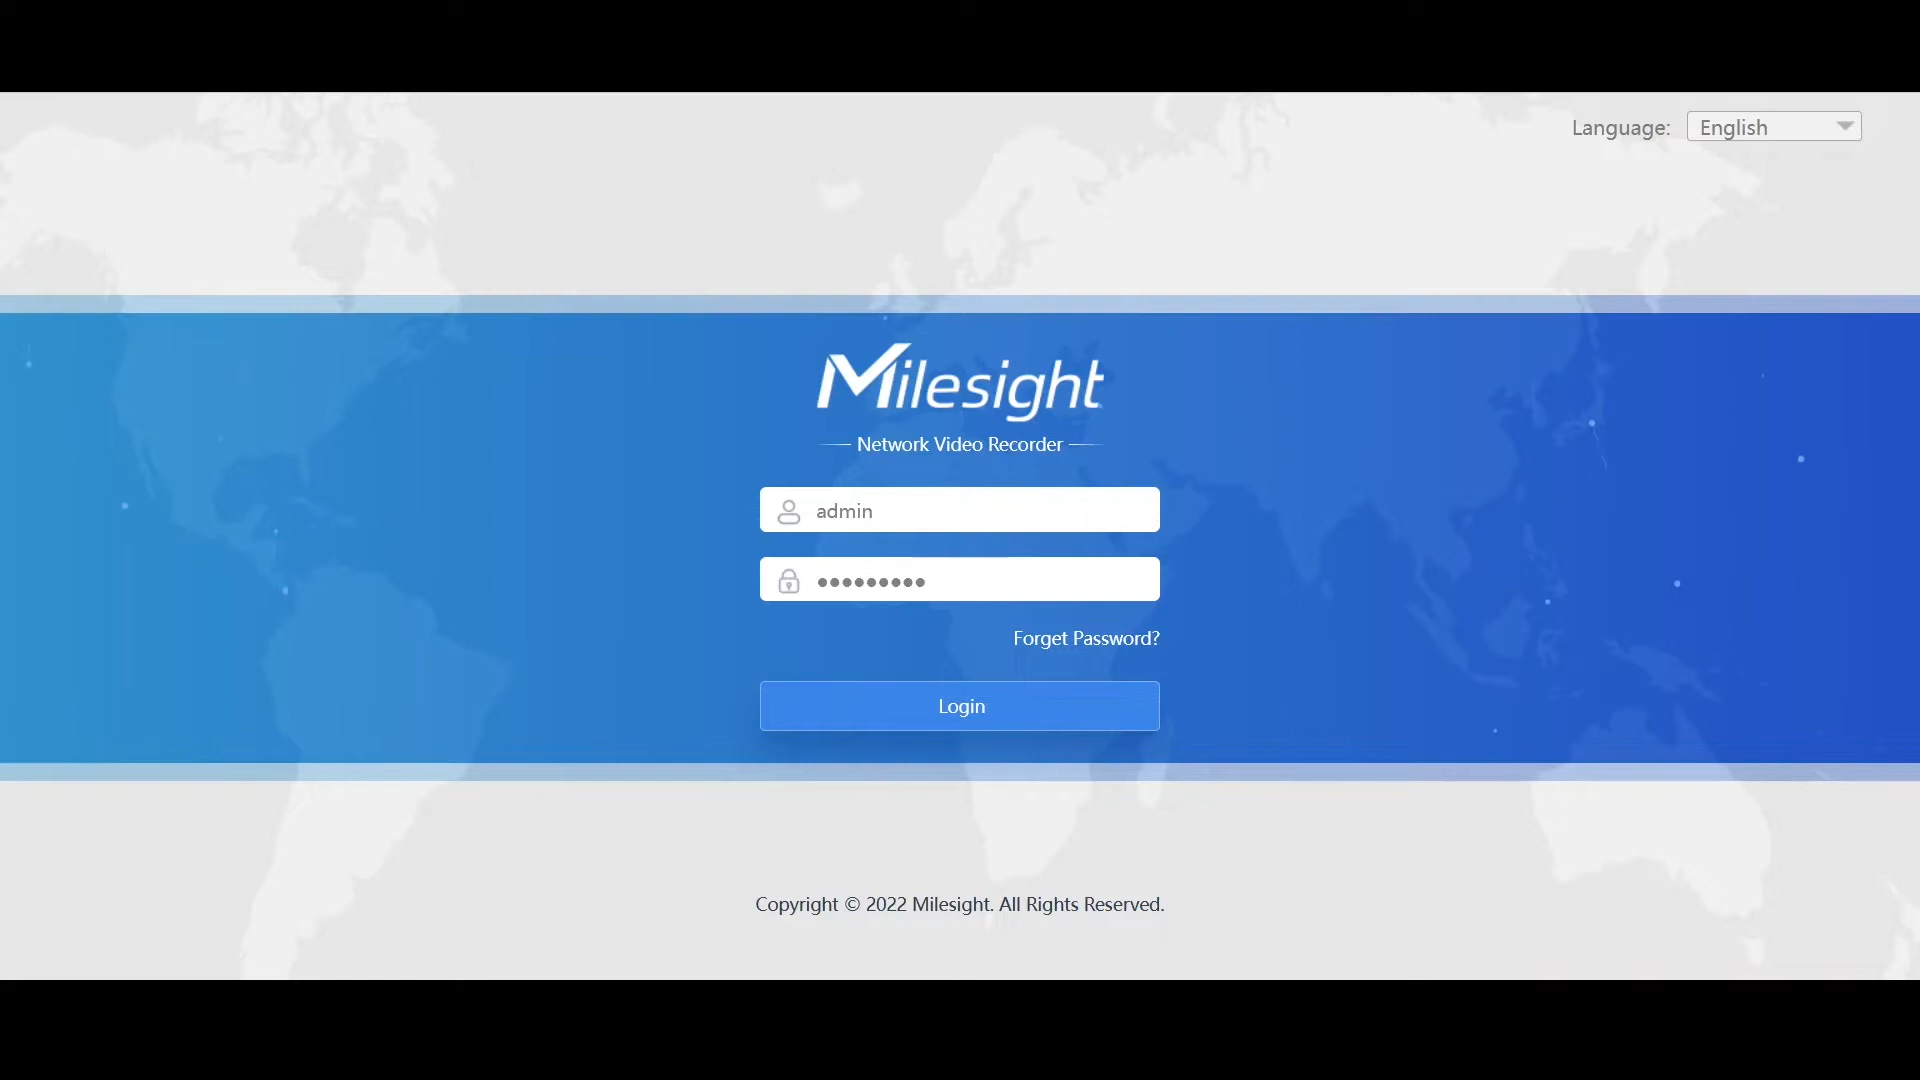 Language: English
Milesight
Network Video Recorder
admin
●●●●●●●●●
Forget Password?
Login
Copyright © 2022 Milesight. All Rights Reserved.